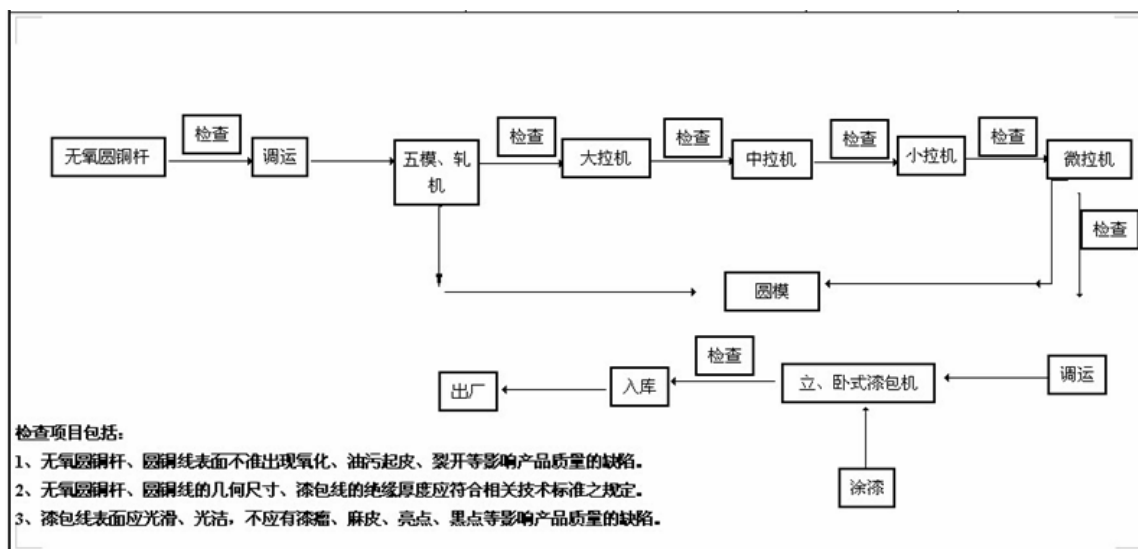 检查
检查
检查
检查
检查
无氧圆铜杆
调运
五模、轧
机
大拉机
中拉机
小拉机
微拉机
检查
圆模
检查
出厂
入库
立、卧式漆包机
调运
涂漆
检查项目包括：
1、无氧圆铜杆、圆铜线表面不准出现氧化、油污起皮、裂开等影响产品质量的缺陷。
2、无氧圆铜杆、圆铜线的几何尺寸、漆包线的绝缘厚度应符合相关技术标准之规定。
3、漆包线表面应光滑、光洁，不应有漆瘤、麻皮、亮点、黑点等影响产品质量的缺陷。